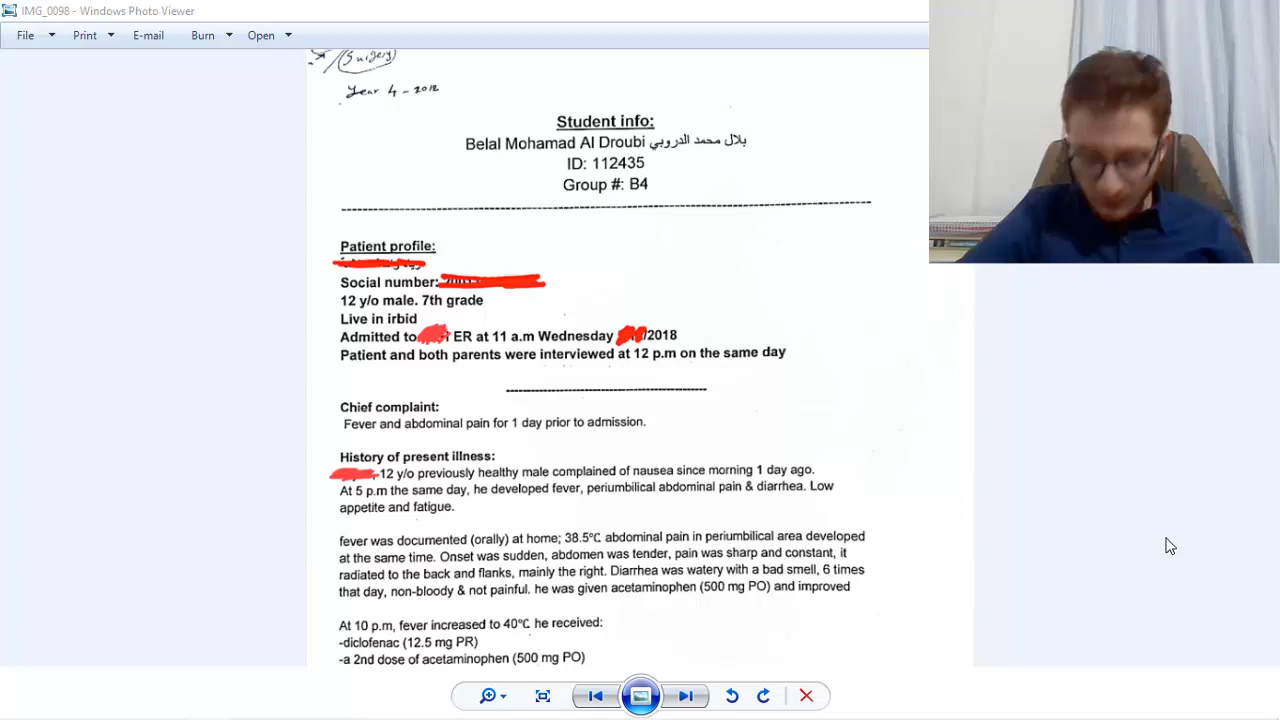 IMG_0098 - Windows Photo Viewer
File Print E-mail Burn Open
(Surgery)
Year 4 - 2012
Student info:
Belal Mohamad Al Droubi بلال محمد الدروبي
ID: 112435
Group #: B4
Patient profile:
Social number:
12 y/o male. 7th grade
Live in irbid
Admitted to ER at 11 a.m Wednesday /2018
Patient and both parents were interviewed at 12 p.m on the same day
Chief complaint:
Fever and abdominal pain for 1 day prior to admission.
History of present illness:
12 y/o previously healthy male complained of nausea since morning 1 day ago.
At 5 p.m the same day, he developed fever, periumbilical abdominal pain & diarrhea. Low
appetite and fatigue.
fever was documented (orally) at home; 38.5℃ abdominal pain in periumbilical area developed
at the same time. Onset was sudden, abdomen was tender, pain was sharp and constant, it
radiated to the back and flanks, mainly the right. Diarrhea was watery with a bad smell, 6 times
that day, non-bloody & not painful. he was given acetaminophen (500 mg PO) and improved
At 10 p.m, fever increased to 40℃ he received:
-diclofenac (12.5 mg PR)
-a 2nd dose of acetaminophen (500 mg PO)